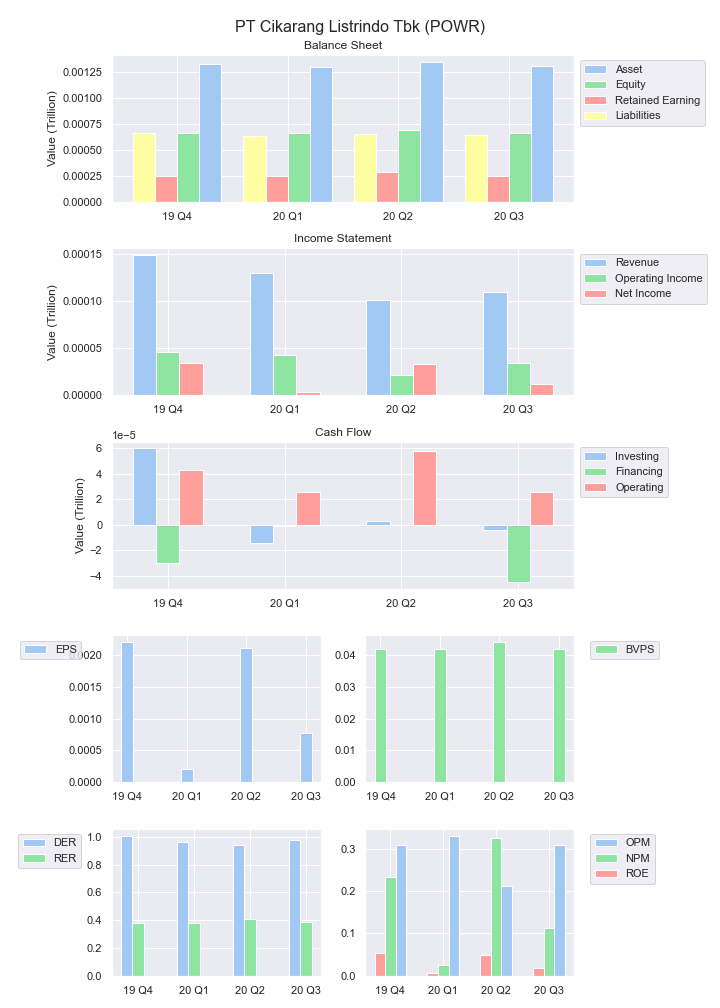 PT Cikarang Listrindo Tbk (POWR)
Balance Sheet
Value (Trillion)
0.00125
0.00100
0.00075
0.00050
0.00025
0.00000
19 Q4 20 Q1 20 Q2 20 Q3
Asset
Equity
Retained Earning
Liabilities
Income Statement
Value (Trillion)
0.00015
0.00010
0.00005
0.00000
19 Q4 20 Q1 20 Q2 20 Q3
Revenue
Operating Income
Net Income
Cash Flow
1e−5
Value (Trillion)
6
4
2
0
−2
−4
19 Q4 20 Q1 20 Q2 20 Q3
Investing
Financing
Operating
EPS
0.0020
0.0015
0.0010
0.0005
0.0000
19 Q4 20 Q1 20 Q2 20 Q3
0.04
0.03
0.02
0.01
0.00
19 Q4 20 Q1 20 Q2 20 Q3
BVPS
DER
RER
1.0
0.8
0.6
0.4
0.2
0.0
19 Q4 20 Q1 20 Q2 20 Q3
0.3
0.2
0.1
0.0
19 Q4 20 Q1 20 Q2 20 Q3
OPM
NPM
ROE